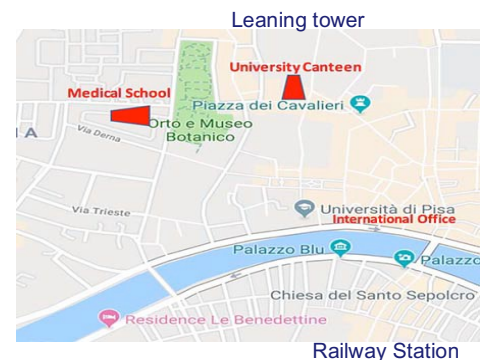 Leaning tower
University Canteen
Medical School
Piazza dei Cavalieri
Orto e Museo
Botanico
Via Derna
A
Via Trieste
Università di Pisa
International Office
Palazzo Blu
Palazzo
Chiesa del Santo Sepolcro
Residence Le Benedettine
Railway Station